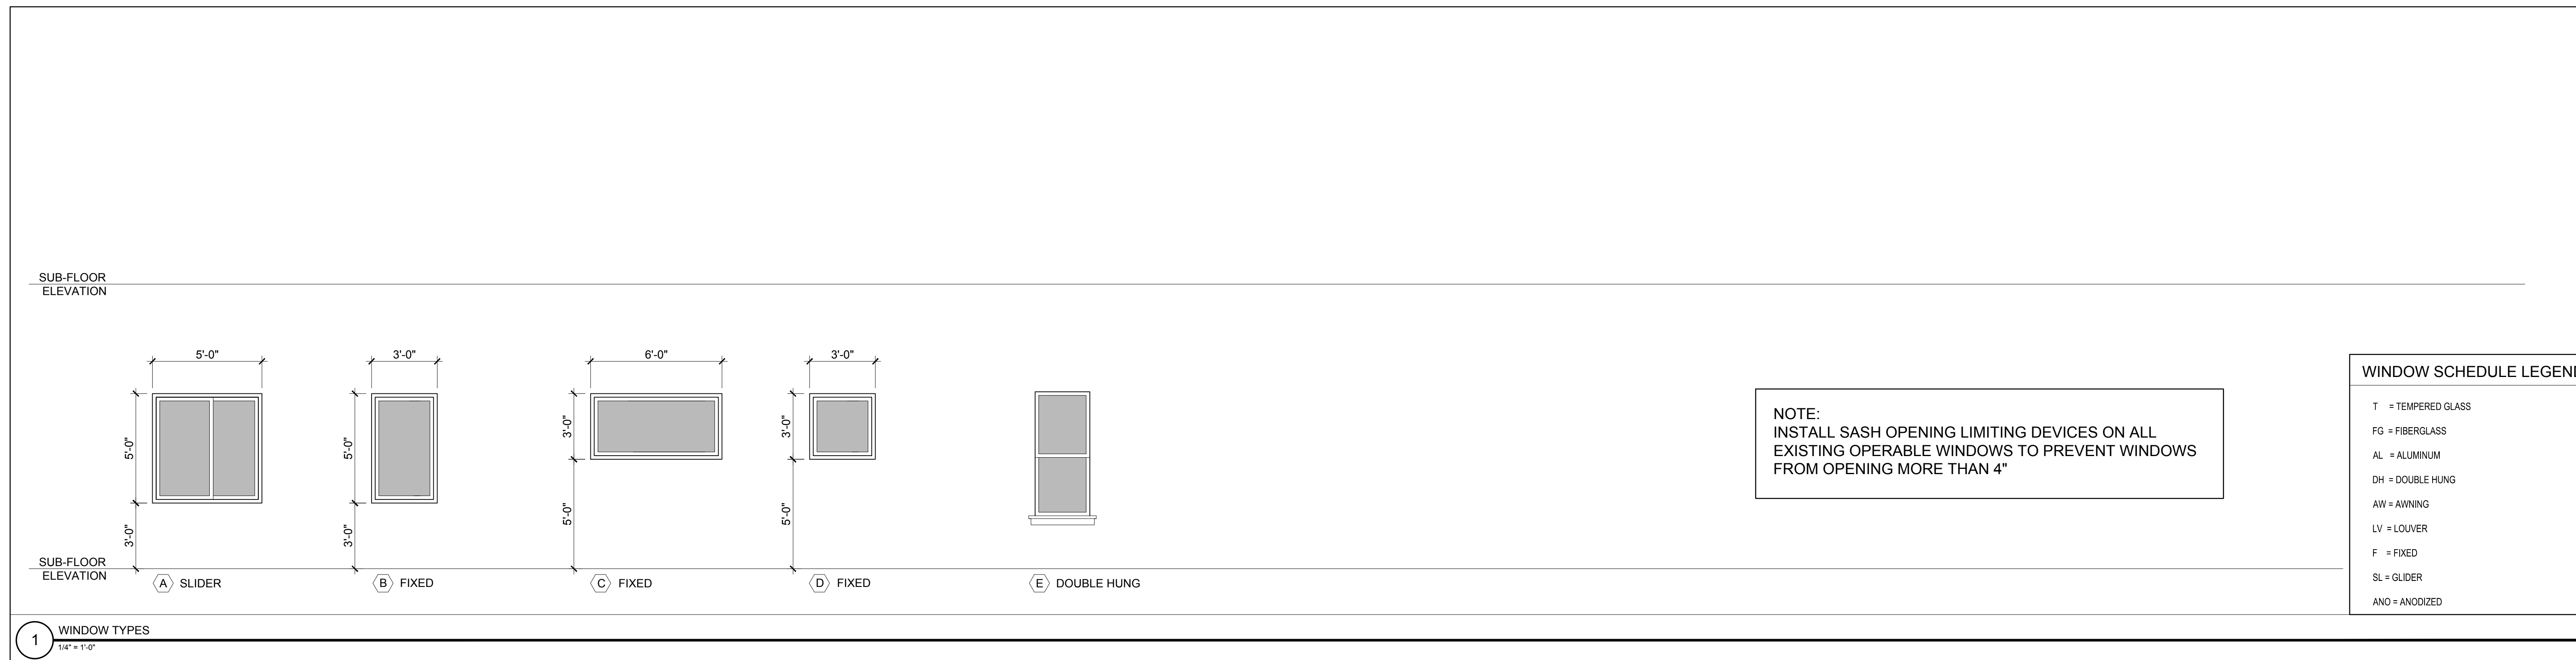 SUB-FLOOR
ELEVATION
5'-0"
3'-0"
6'-0"
3'-0"
5'-0"
5'-0"
3'-0"
3'-0"
3'-0"
3'-0"
5'-0"
5'-0"
NOTE:
INSTALL SASH OPENING LIMITING DEVICES ON ALL
EXISTING OPERABLE WINDOWS TO PREVENT WINDOWS
FROM OPENING MORE THAN 4"
WINDOW SCHEDULE LEGEND
T = TEMPERED GLASS
FG = FIBERGLASS
AL = ALUMINUM
DH = DOUBLE HUNG
AW = AWNING
LV = LOUVER
F = FIXED
SL = GLIDER
ANO = ANODIZED
SUB-FLOOR
ELEVATION
A SLIDER
B FIXED
C FIXED
D FIXED
E DOUBLE HUNG
1
WINDOW TYPES
1/4" = 1'-0"